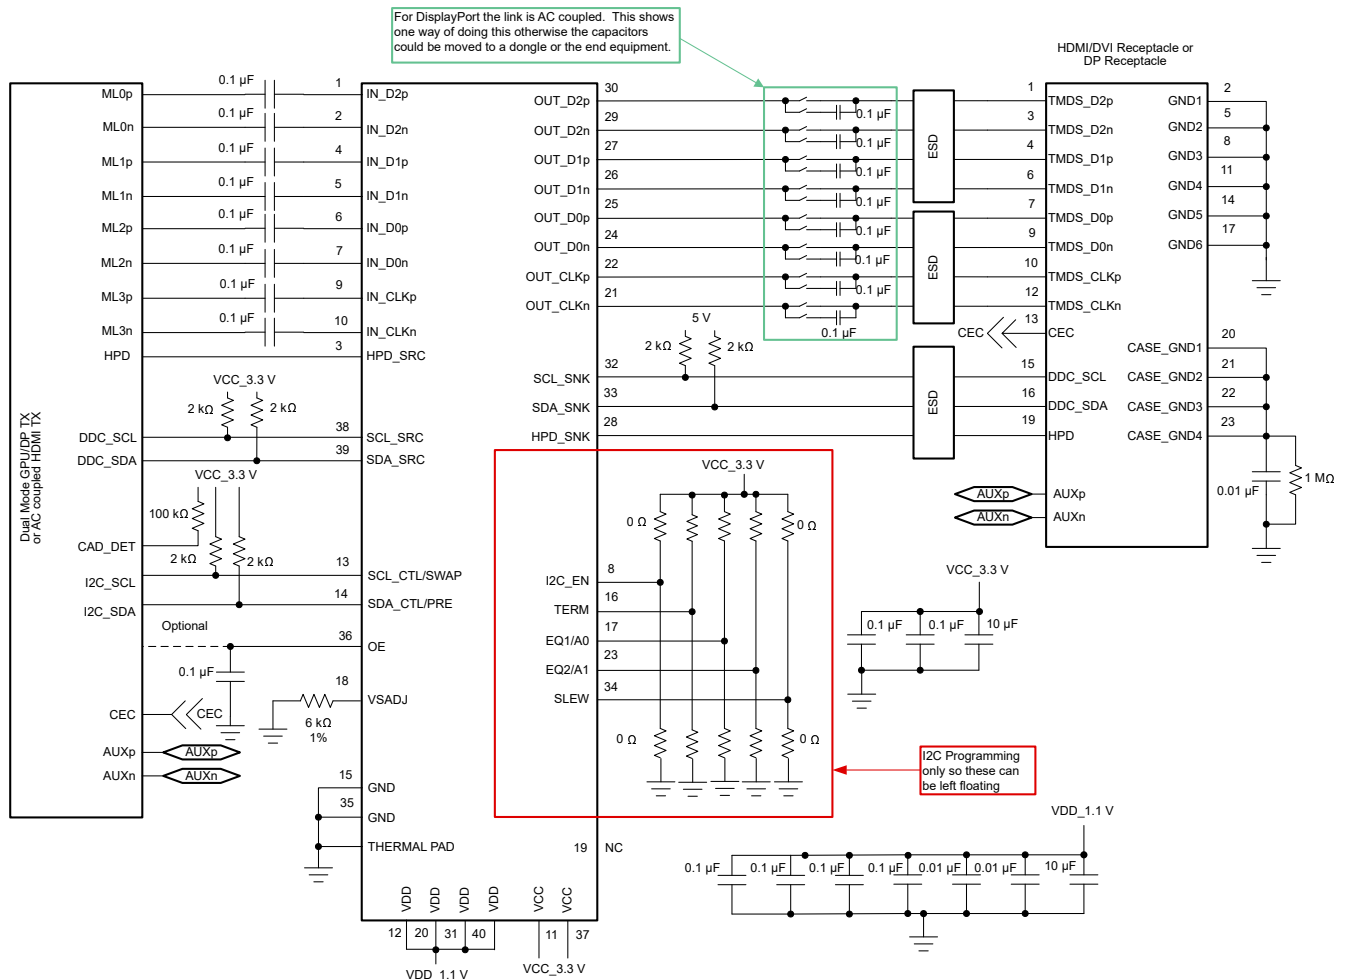 For DisplayPort the link is AC coupled.  This shows
one way of doing this otherwise the capacitors
could be moved to a dongle or the end equipment.
HDMI/DVI Receptacle or
DP Receptacle
Dual Mode GPU/DP TX
or AC coupled HDMI TX
ML0p 0.1 µF 1 IN_D2p
ML0n 0.1 µF 2 IN_D2n
ML1p 0.1 µF 4 IN_D1p
ML1n 0.1 µF 5 IN_D1n
ML2p 0.1 µF 6 IN_D0p
ML2n 0.1 µF 7 IN_D0n
ML3p 0.1 µF 9 IN_CLKp
ML3n 0.1 µF 10 IN_CLKn
HPD 3 HPD_SRC
VCC_3.3 V
2 kΩ 2 kΩ
DDC_SCL 38 SCL_SRC
DDC_SDA 39 SDA_SRC
VCC_3.3 V
100 kΩ
CAD_DET
2 kΩ 2 kΩ
I2C_SCL 13 SCL_CTL/SWAP
I2C_SDA 14 SDA_CTL/PRE
Optional
36 OE
0.1 µF
18 VSADJ
6 kΩ
1%
CEC CEC
AUXp AUXp
AUXn AUXn
15 GND
35 GND
THERMAL PAD
VDD VDD VDD VDD VCC VCC
12 20 31 40 11 37
VDD_1.1 V
VCC_3.3 V
19 NC
OUT_D2p 30 0.1 µF 1 TMDS_D2p
OUT_D2n 29 0.1 µF 3 TMDS_D2n
OUT_D1p 27 0.1 µF 4 TMDS_D1p
OUT_D1n 26 0.1 µF 6 TMDS_D1n
OUT_D0p 25 0.1 µF 7 TMDS_D0p
OUT_D0n 24 0.1 µF 9 TMDS_D0n
OUT_CLKp 22 0.1 µF 10 TMDS_CLKp
OUT_CLKn 21 0.1 µF 12 TMDS_CLKn
ESD
ESD
ESD
CEC 13 CEC
5 V
2 kΩ 2 kΩ
SCL_SNK 32 15 DDC_SCL
SDA_SNK 33 16 DDC_SDA
HPD_SNK 28 19 HPD
AUXp AUXp
AUXn AUXn
GND1 2
GND2 5
GND3 8
GND4 11
GND5 14
GND6 17
CASE_GND1 20
CASE_GND2 21
CASE_GND3 22
CASE_GND4 23
0.01 µF 1 MΩ
VCC_3.3 V
0 Ω 0 Ω
I2C_EN 8
TERM 16
EQ1/A0 17
EQ2/A1 23
SLEW 34
0 Ω 0 Ω
I2C Programming
only so these can
be left floating
VCC_3.3 V
0.1 µF 0.1 µF 10 µF
VDD_1.1 V
0.1 µF 0.1 µF 0.1 µF 0.1 µF 0.01 µF 0.01 µF 10 µF